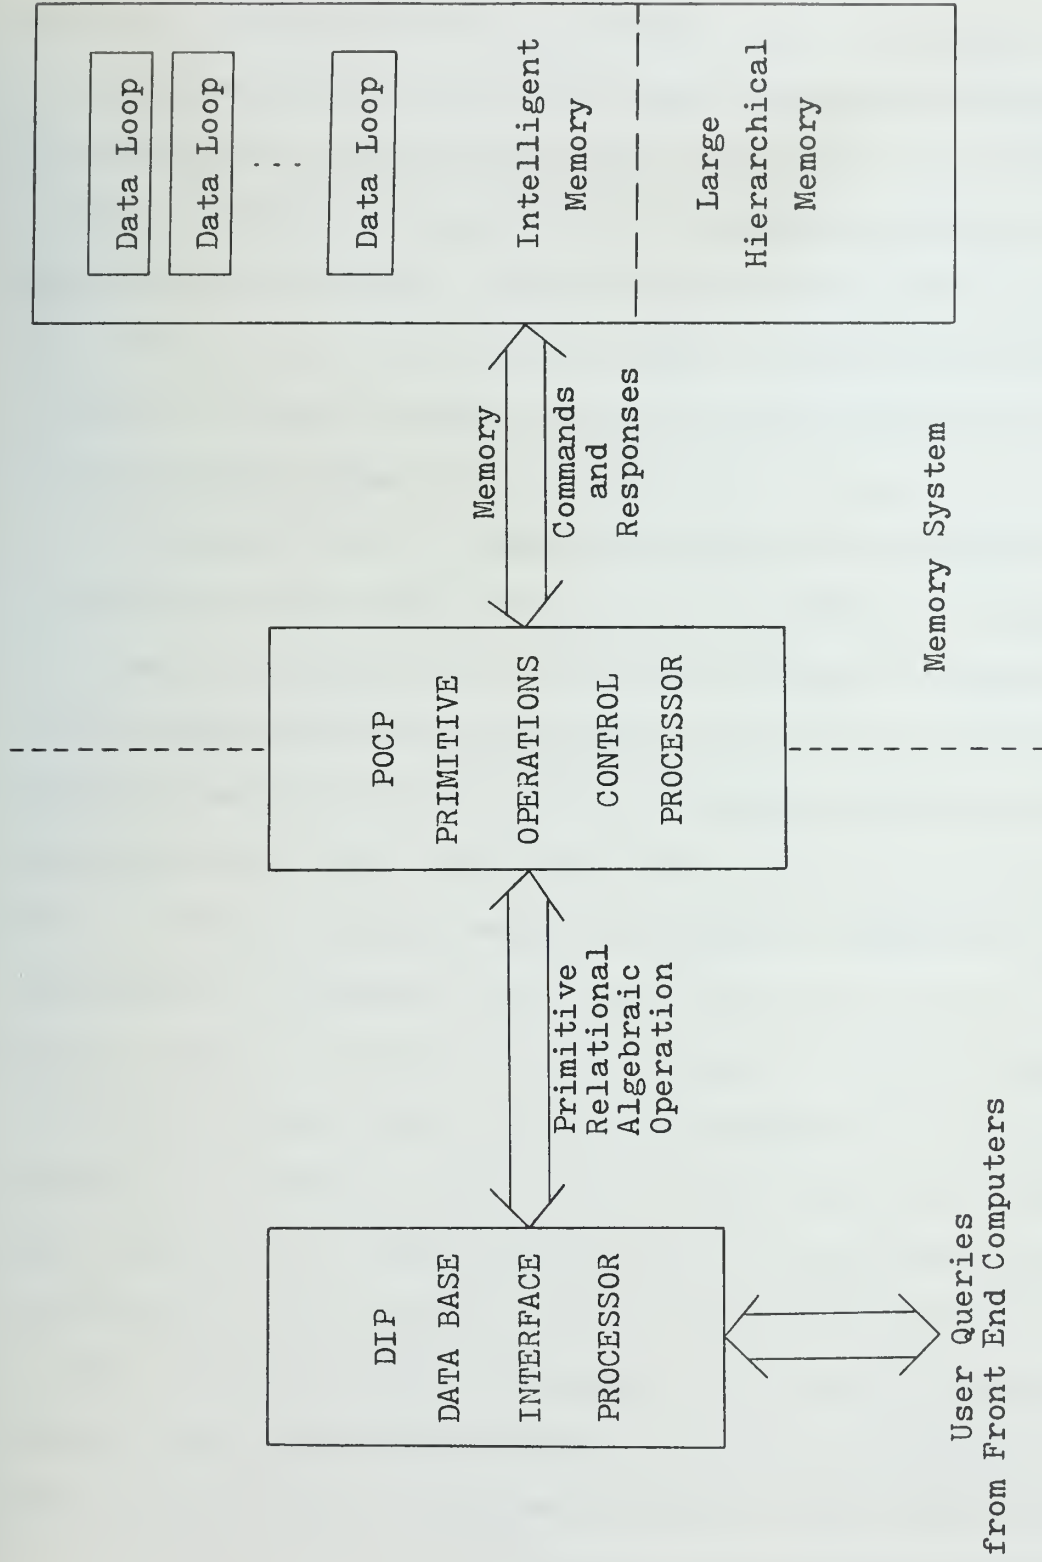 DIP
DATA BASE
INTERFACE
PROCESSOR
User Queries
from Front End Computers
Primitive
Relational
Algebraic
Operation
POCP
PRIMITIVE
OPERATIONS
CONTROL
PROCESSOR
Memory
Commands
and
Responses
Memory System
Data Loop
Data Loop
...
Data Loop
Intelligent
Memory
Large
Hierarchical
Memory